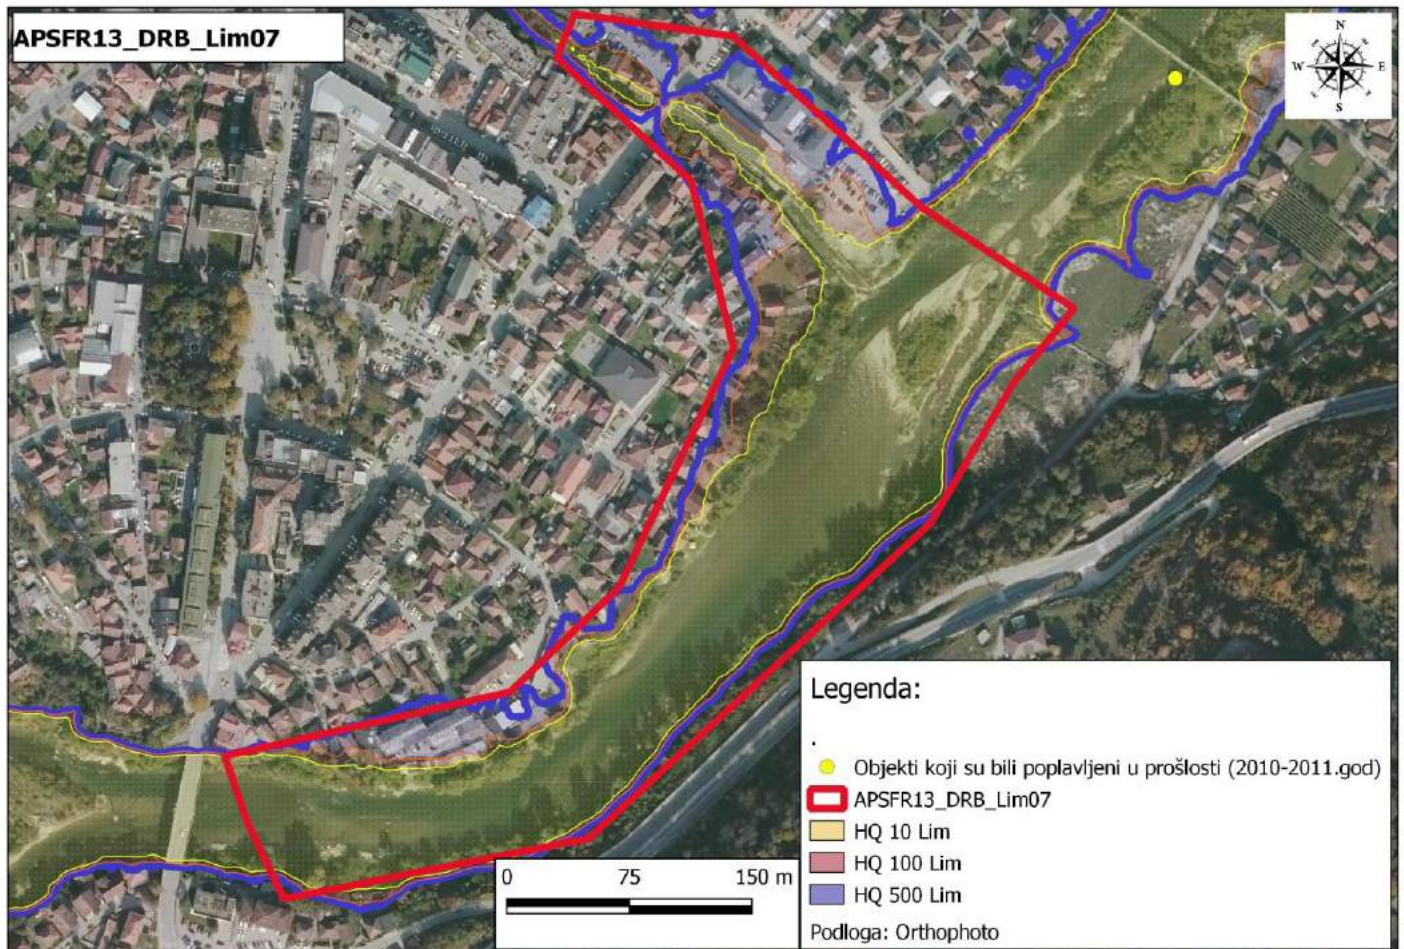 APSFR13_DRB_Lim07
N
W E
S
Legenda:
.
Objekti koji su bili poplavljeni u prošlosti (2010-2011.god)
APSFR13_DRB_Lim07
HQ 10 Lim
HQ 100 Lim
HQ 500 Lim
Podloga: Orthophoto
0 75 150 m